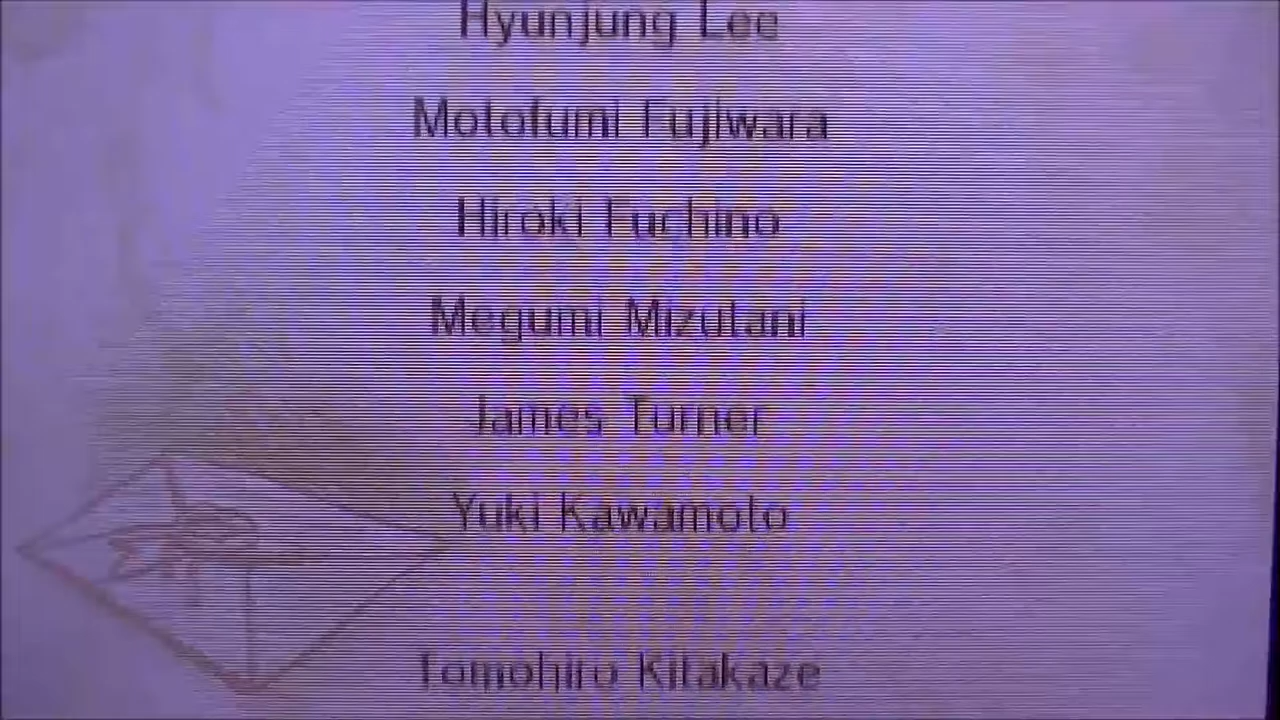 Hyunjung Lee
Motofumi Fujiwara
Hiroki Fuchino
Megumi Mizutani
James Turner
Yuki Kawamoto
Tomohiro Kitakaze